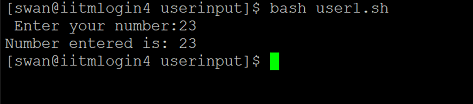 [swan@iitmlogin4 userinput]$ bash user1.sh
 Enter your number:23
Number entered is: 23
[swan@iitmlogin4 userinput]$